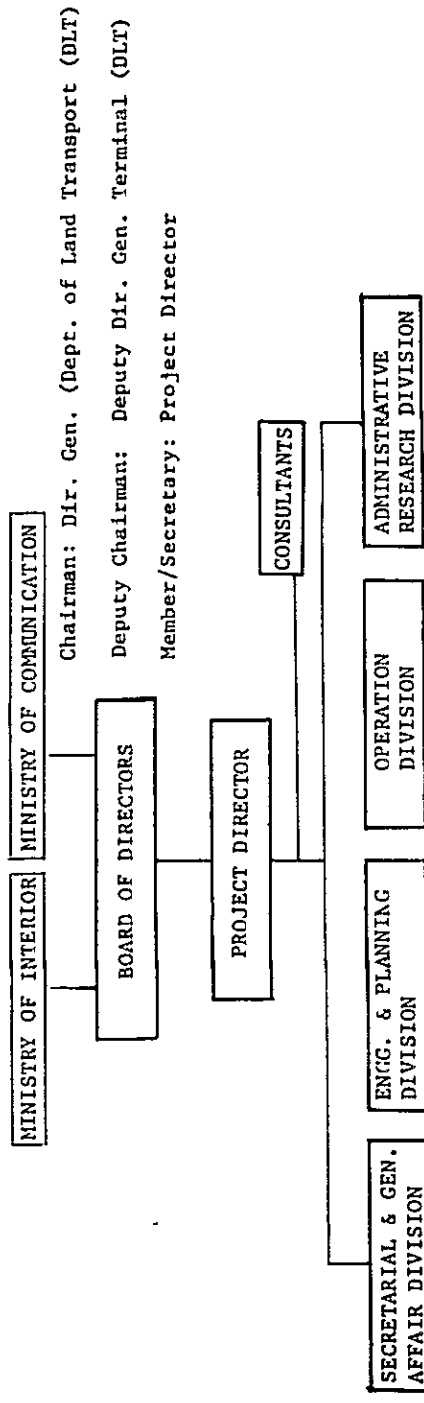 MINISTRY OF INTERIOR
MINISTRY OF COMMUNICATION
Chairman: Dir. Gen. (Dept. of Land Transport (DLT)
Deputy Chairman: Deputy Dir. Gen. Terminal (DLT)
Member/Secretary: Project Director
BOARD OF DIRECTORS
PROJECT DIRECTOR
CONSULTANTS
SECRETARIAL & GEN.
AFFAIR DIVISION
ENGG. & PLANNING
DIVISION
OPERATION
DIVISION
ADMINISTRATIVE
RESEARCH DIVISION